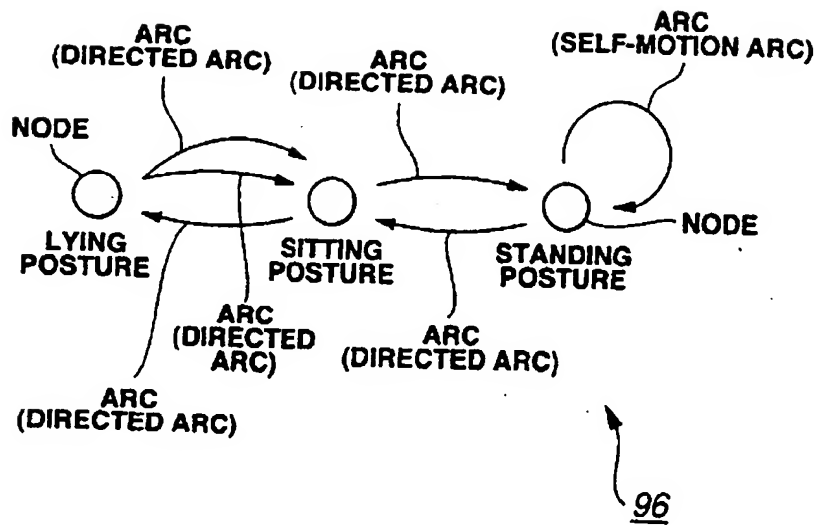 ARC
(DIRECTED ARC)
ARC
(DIRECTED ARC)
ARC
(SELF-MOTION ARC)
NODE
LYING
POSTURE
SITTING
POSTURE
STANDING
POSTURE
NODE
ARC
(DIRECTED
ARC)
ARC
(DIRECTED ARC)
ARC
(DIRECTED ARC)
96